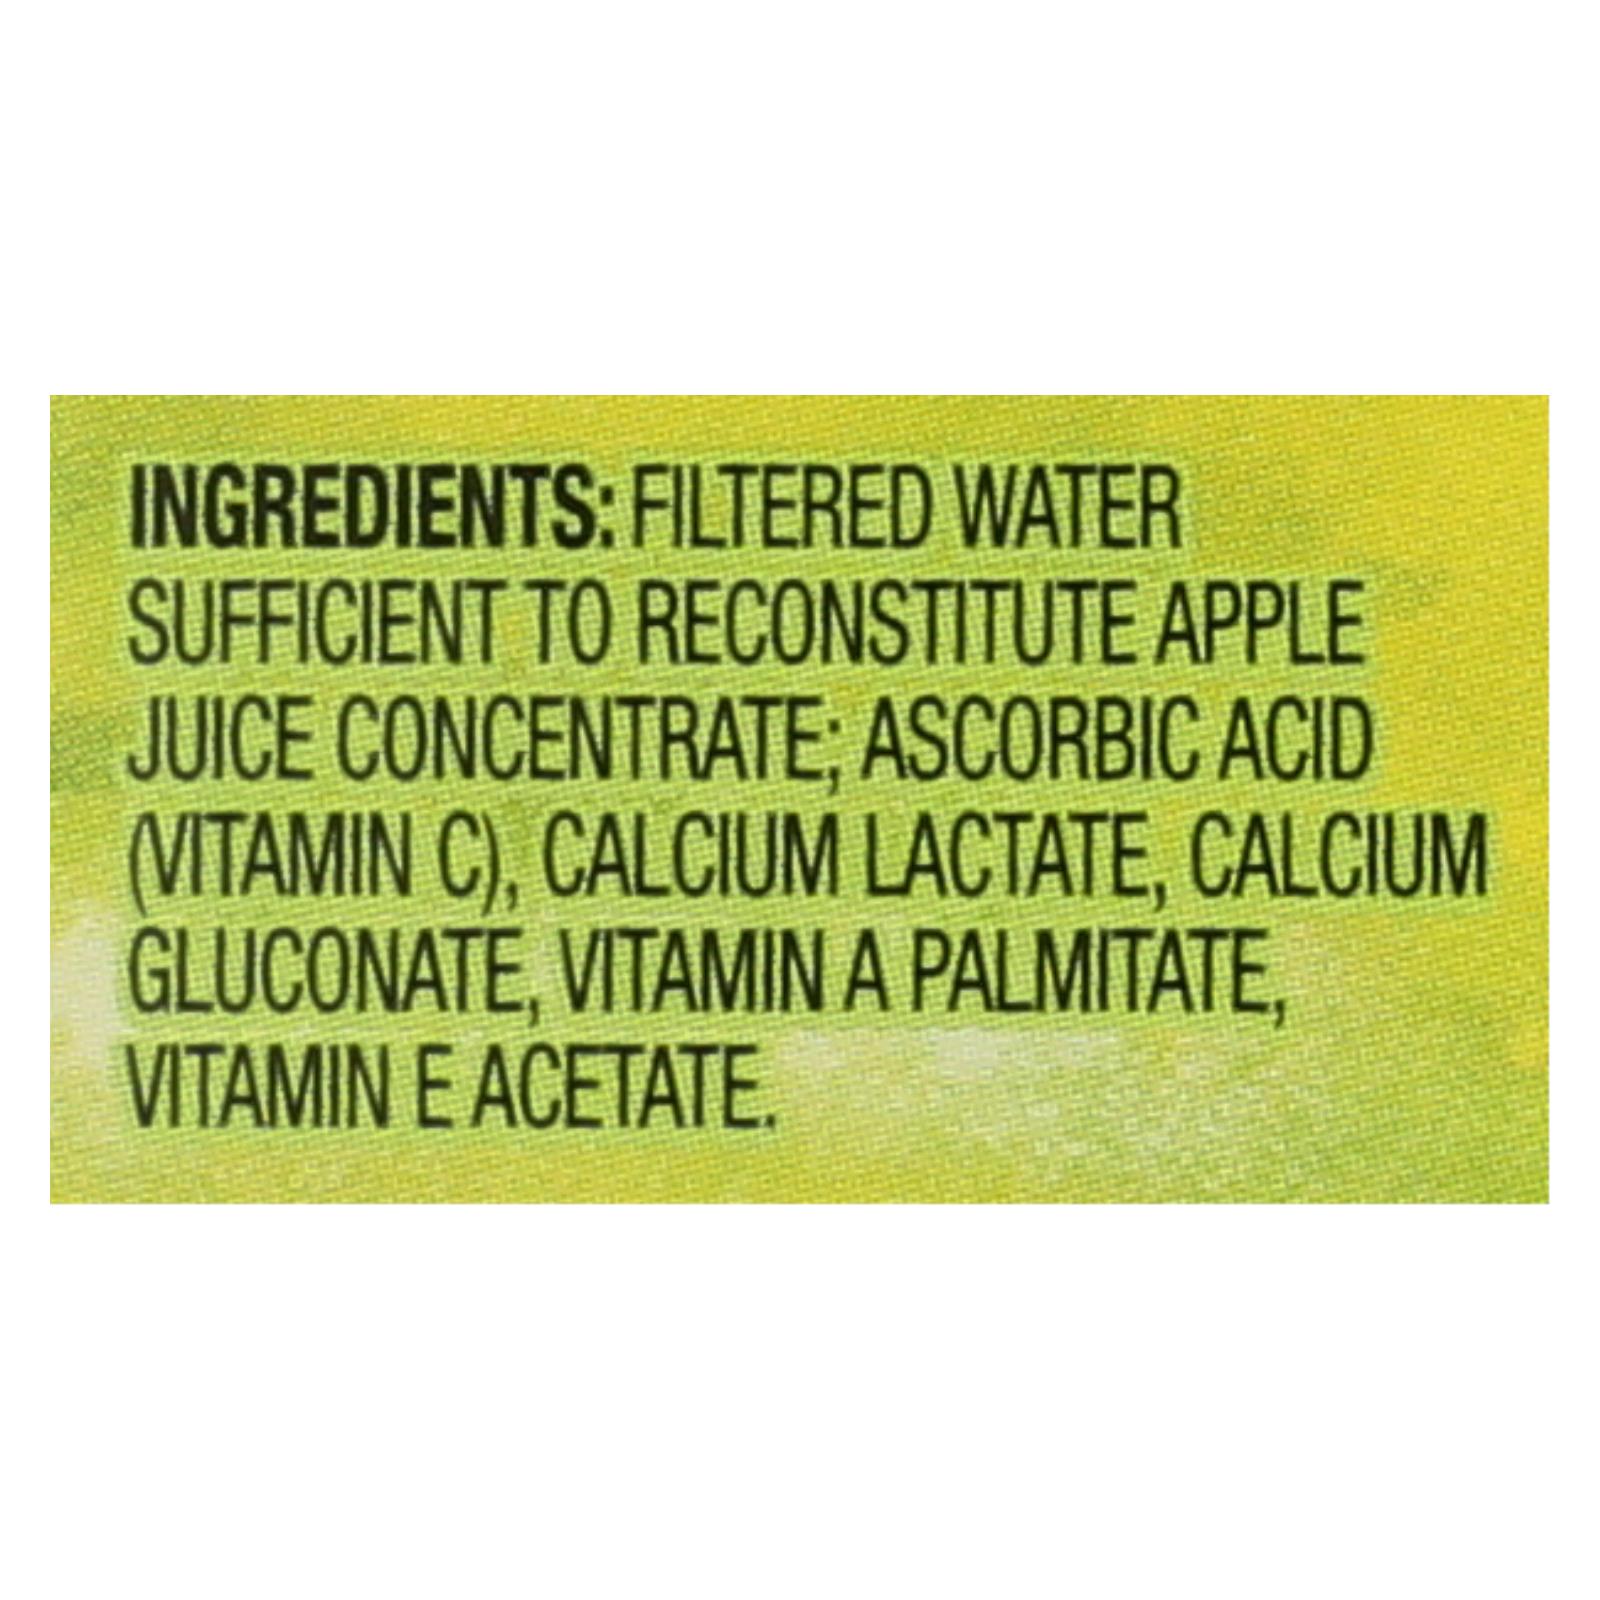 INGREDIENTS: FILTERED WATER
SUFFICIENT TO RECONSTITUTE APPLE
JUICE CONCENTRATE; ASCORBIC ACID
(VITAMIN C), CALCIUM LACTATE, CALCIUM
GLUCONATE, VITAMIN A PALMITATE,
VITAMIN E ACETATE.